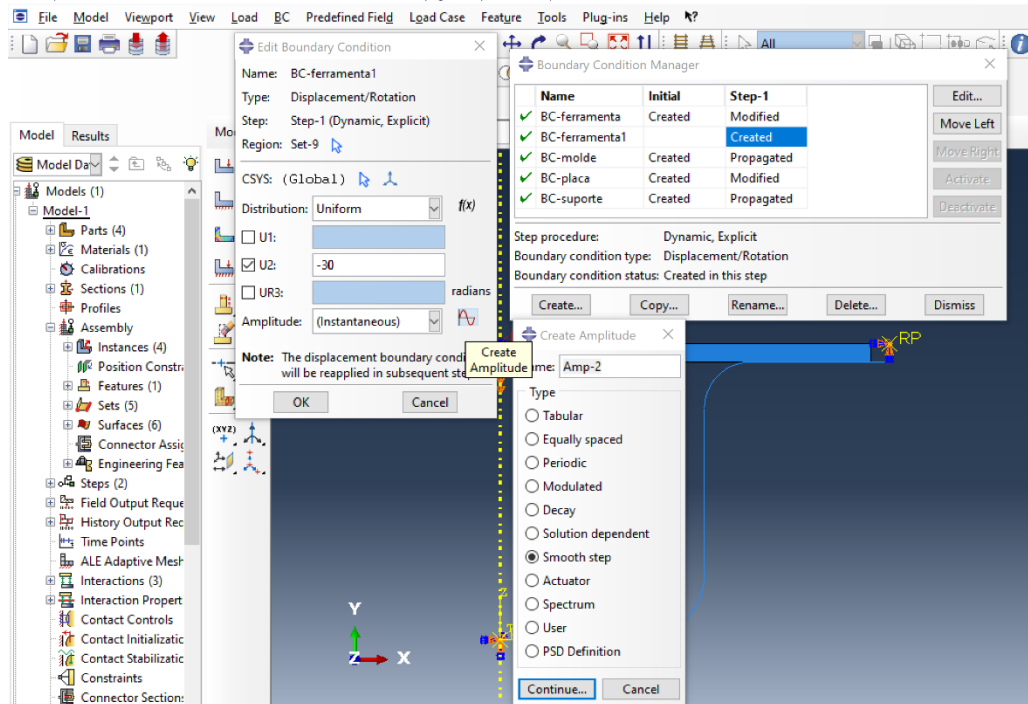 File Model Viewport View Load BC Predefined Field Load Case Feature Tools Plug-ins Help
All
Model Results
Mo
Model Da
Models (1)
Model-1
Parts (4)
Materials (1)
Calibrations
Sections (1)
Profiles
Assembly
Instances (4)
Position Constra
Features (1)
Sets (5)
Surfaces (6)
Connector Assig
Engineering Fea
Steps (2)
Field Output Reque
History Output Rec
Time Points
ALE Adaptive Mesh
Interactions (3)
Interaction Propert
Contact Controls
Contact Initializatic
Contact Stabilizatic
Constraints
Connector Sections
(XYZ)
Edit Boundary Condition
Name: BC-ferramenta1
Type: Displacement/Rotation
Step: Step-1 (Dynamic, Explicit)
Region: Set-9
CSYS: (Global)
Distribution: Uniform f(x)
U1:
U2: -30
UR3: radians
Amplitude: (Instantaneous)
Note: The displacement boundary condi
will be reapplied in subsequent ste
OK Cancel
Create
Amplitude
Boundary Condition Manager
Name Initial Step-1
BC-ferramenta Created Modified
BC-ferramenta1 Created
BC-molde Created Propagated
BC-placa Created Modified
BC-suporte Created Propagated
Edit...
Move Left
Move Right
Activate
Deactivate
Step procedure: Dynamic, Explicit
Boundary condition type: Displacement/Rotation
Boundary condition status: Created in this step
Create... Copy... Rename... Delete... Dismiss
Create Amplitude
me: Amp-2
Type
Tabular
Equally spaced
Periodic
Modulated
Decay
Solution dependent
Smooth step
Actuator
Spectrum
User
PSD Definition
Continue... Cancel
RP
Y
Z X